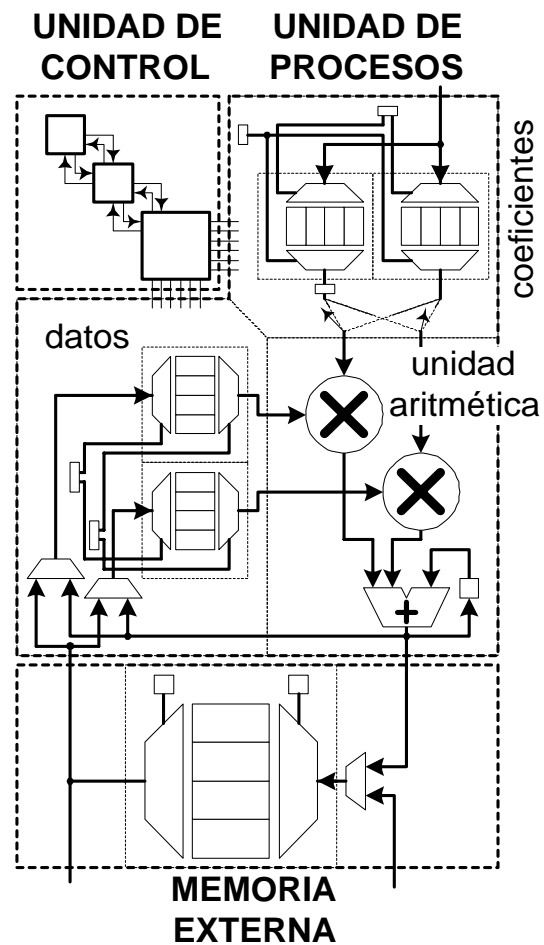 UNIDAD DE
CONTROL
UNIDAD DE
PROCESOS
coeficientes
datos
unidad
aritmética
+
MEMORIA
EXTERNA